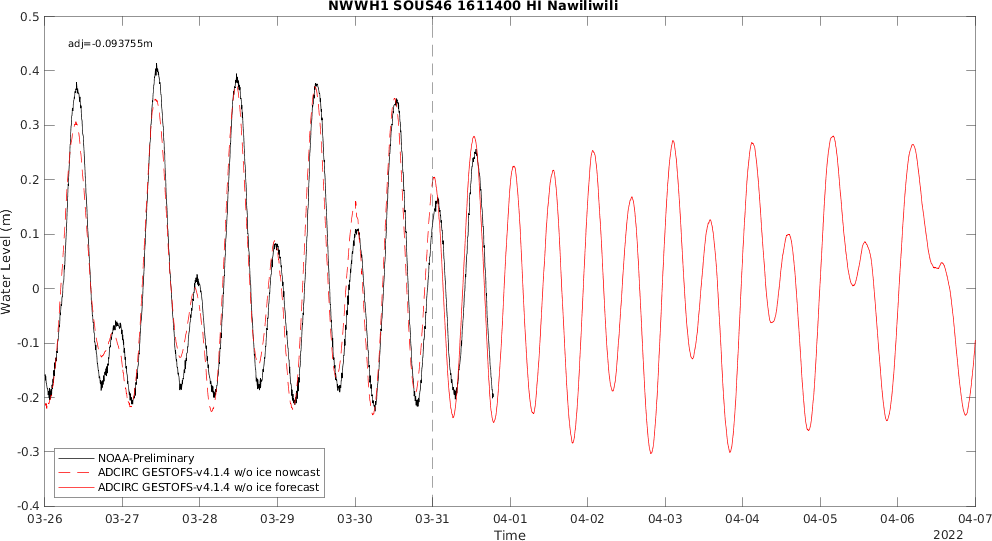 NWWH1 SOUS46 1611400 HI Nawiliwili
adj=-0.093755m
0.5
0.4
0.3
0.2
0.1
0
-0.1
-0.2
-0.3
-0.4
Water Level (m)
NOAA-Preliminary
ADCIRC GESTOFS-v4.1.4 w/o ice nowcast
ADCIRC GESTOFS-v4.1.4 w/o ice forecast
03-26 03-27 03-28 03-29 03-30 03-31 04-01 04-02 04-03 04-04 04-05 04-06 04-07
Time
2022